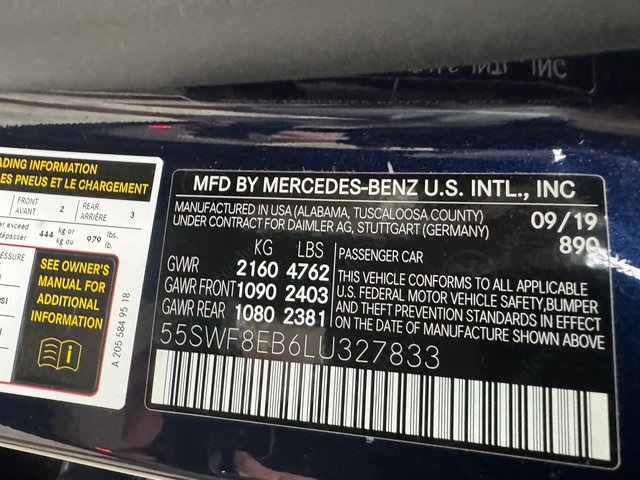 ADING INFORMATION
LES PNEUS ET LE CHARGEMENT
FRONT
AVANT 2 REAR
ARRIÈRE 3
er exceed
dépasser 444 kg or
kg ou 979 lbs.
lb.
SEE OWNER'S
MANUAL FOR
ADDITIONAL
INFORMATION
A 205 584 95 18
MFD BY MERCEDES-BENZ U.S. INTL., INC
MANUFACTURED IN USA (ALABAMA, TUSCALOOSA COUNTY) 09/19
UNDER CONTRACT FOR DAIMLER AG, STUTTGART (GERMANY) 890
KG LBS
GVWR 2160 4762
GAWR FRONT 1090 2403
GAWR REAR 1080 2381
PASSENGER CAR
THIS VEHICLE CONFORMS TO ALL APPLICABLE
U.S. FEDERAL MOTOR VEHICLE SAFETY,BUMPER
AND THEFT PREVENTION STANDARDS IN EFFECT
ON THE DATE OF MANUFACTURE SHOWN ABOVE
55SWF8EB6LU327833